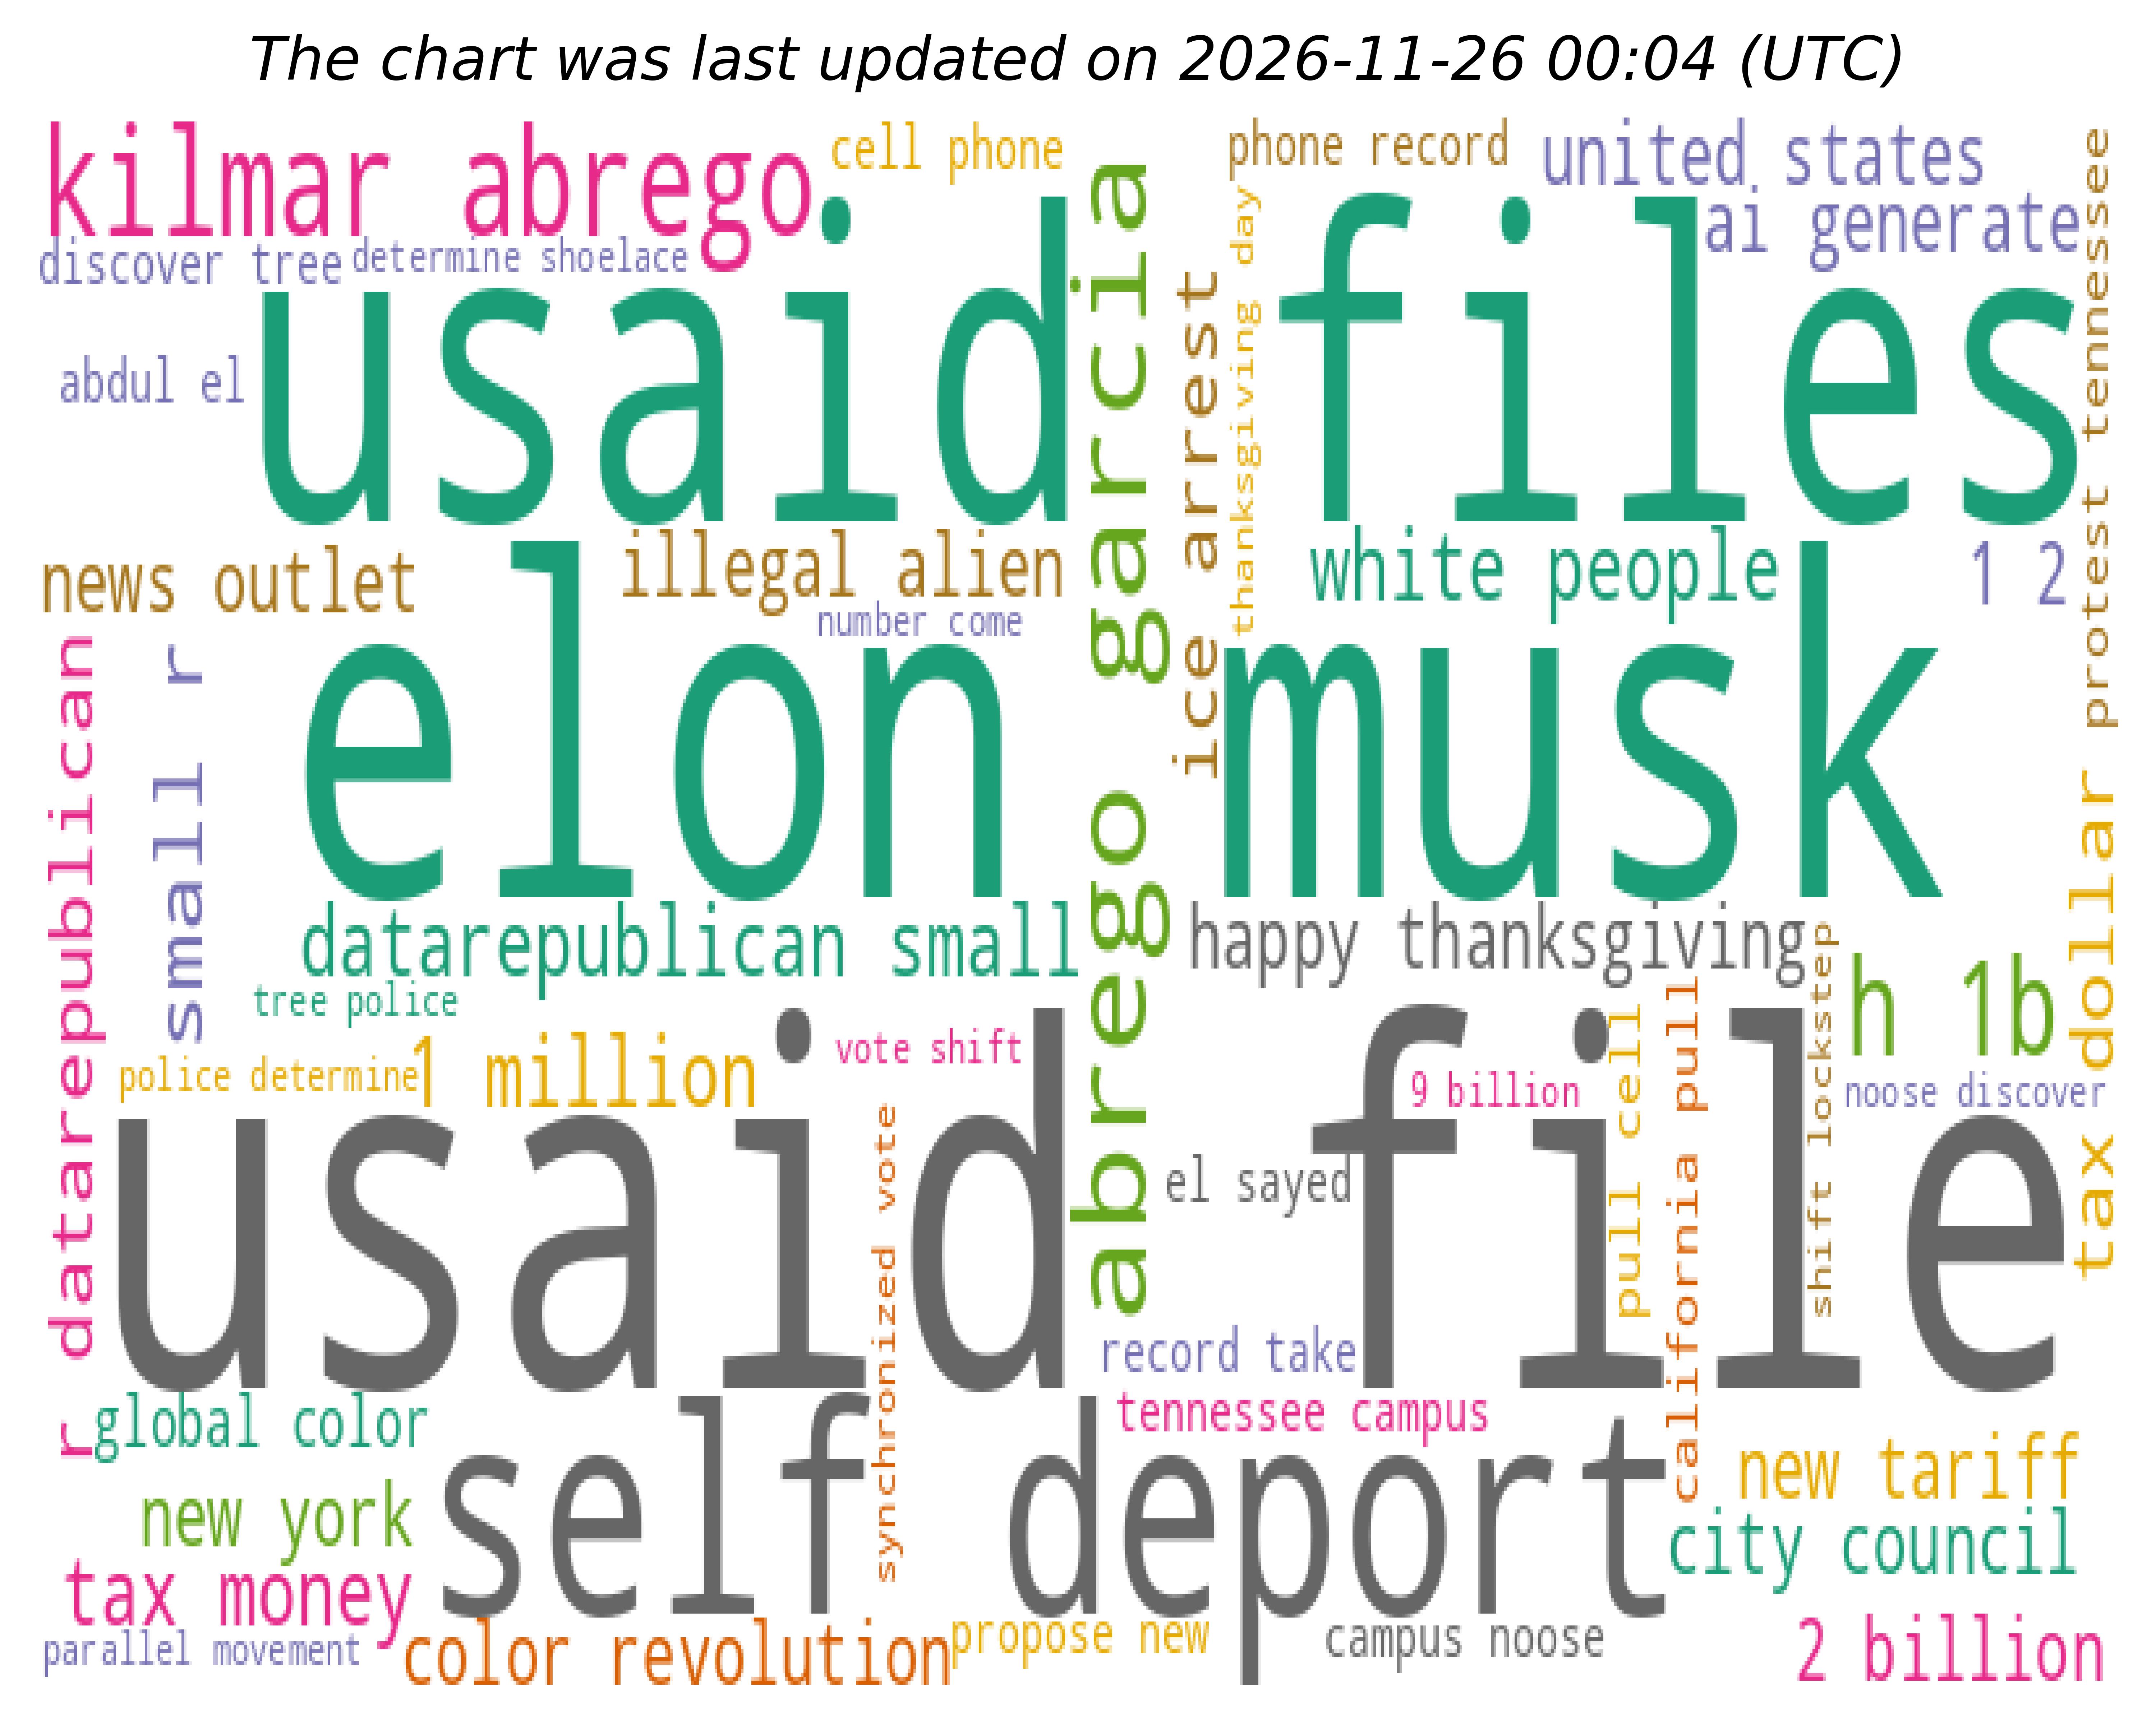 The chart was last updated on 2026-11-26 00:04 (UTC)
kilmar abrego
cell phone
phone record
united states
ai generate
discover tree
determine shoelace
usaid files
abdul el
abrego garcia
ice arrest
thanksgiving day
protest tennessee
news outlet
illegal alien
white people
1 2
number come
elon musk
r datarepublican
small r
datarepublican small
happy thanksgiving
tax dollar
tree police
h 1b
police determine
1 million
vote shift
9 billion
pull cell
california pull
shift lockstep
noose discover
usaid file
el sayed
synchronized vote
record take
global color
tennessee campus
self deport
new tariff
new york
city council
tax money
parallel movement
color revolution
propose new
campus noose
2 billion